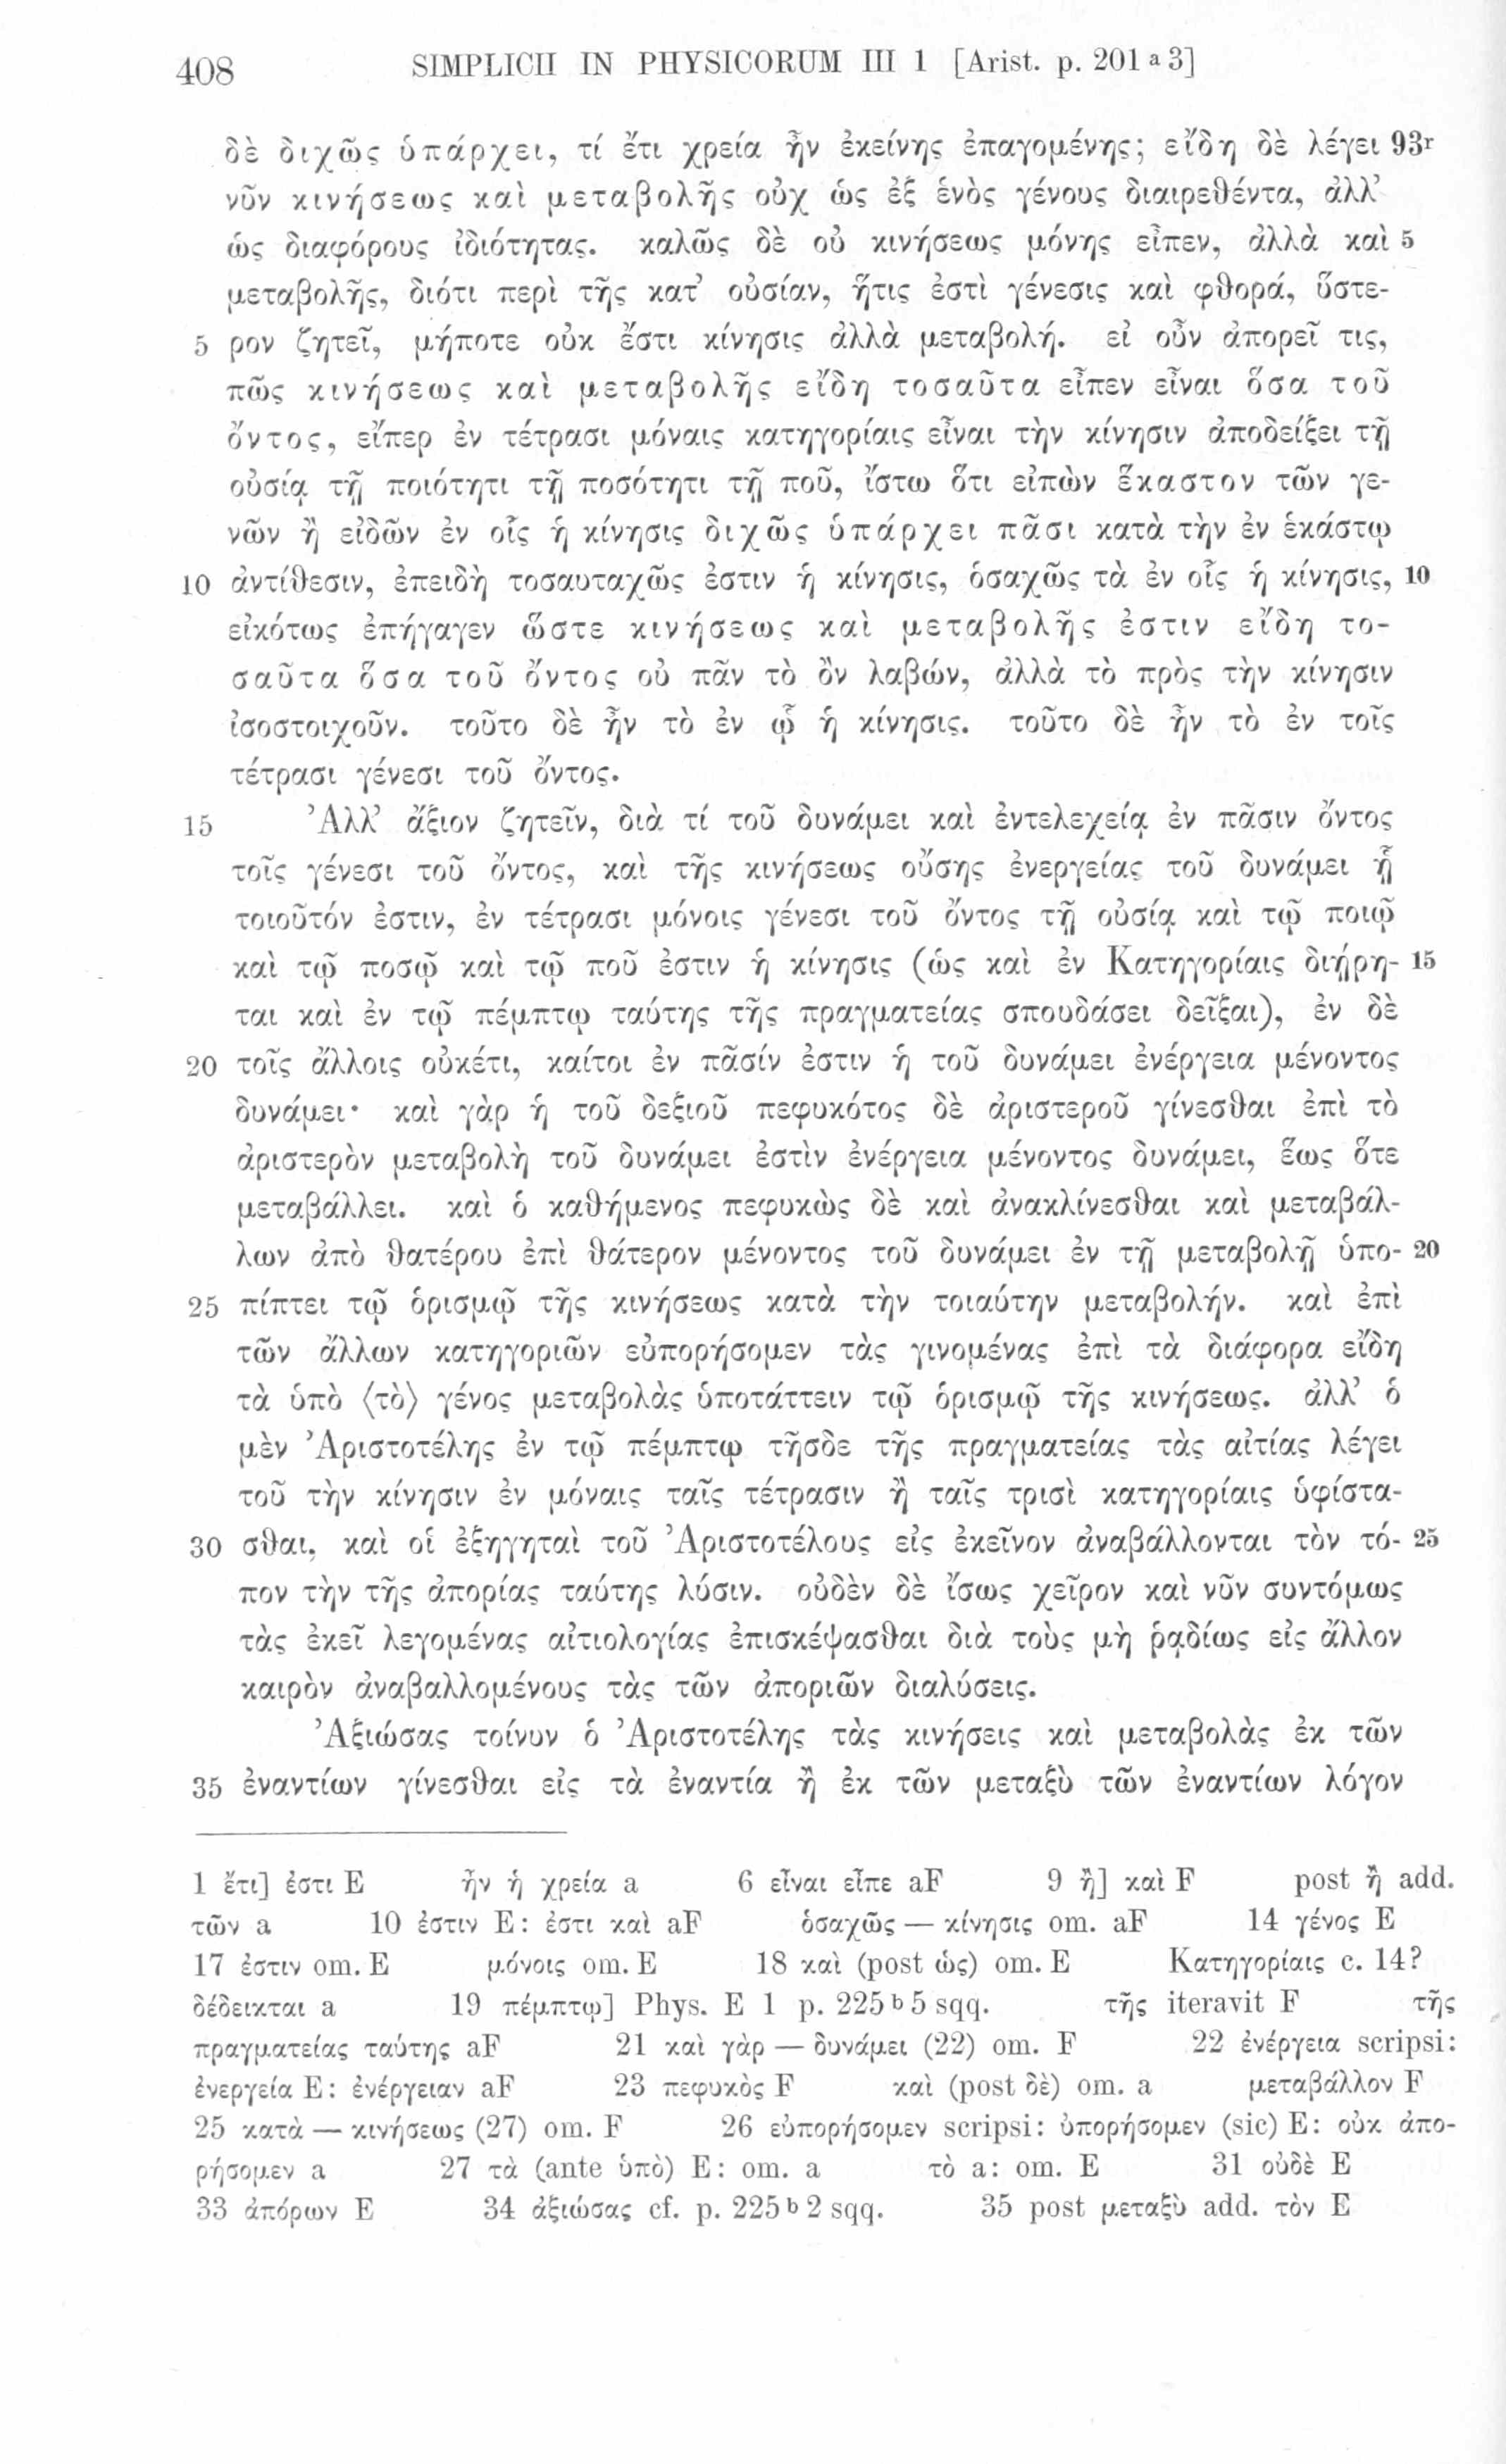 408 SIMPLICII IN PHYSICORUM III 1 [Arist. p. 201 a 3]
δὲ διχῶς ὑπάρχει, τί ἔτι χρεία ἦν ἐκείνης ἐπαγομένης; εἴδη δὲ λέγει 93r
νῦν κινήσεως καὶ μεταβολῆς οὐχ ὡς ἐξ ἑνὸς γένους διαιρεθέντα, ἀλλ’
ὡς διαφόρους ἰδιότητας. καλῶς δὲ οὐ κινήσεως μόνης εἶπεν, ἀλλὰ καὶ 5
μεταβολῆς, διότι περὶ τῆς κατ’ οὐσίαν, ἥτις ἐστὶ γένεσις καὶ φθορά, ὕστε-
5 ρον ζητεῖ, μήποτε οὐκ ἔστι κίνησις ἀλλὰ μεταβολή. εἰ οὖν ἀπορεῖ τις,
πῶς κινήσεως καὶ μεταβολῆς εἴδη τοσαῦτα εἶπεν εἶναι ὅσα τοῦ
ὄντος, εἴπερ ἐν τέτρασι μόναις κατηγορίαις εἶναι τὴν κίνησιν ἀποδείξει τῇ
οὐσίᾳ τῇ ποιότητι τῇ ποσότητι τῇ ποῦ, ἴστω ὅτι εἰπὼν ἕκαστον τῶν γε-
νῶν ἢ εἰδῶν ἐν οἷς ἡ κίνησις διχῶς ὑπάρχει πᾶσι κατὰ τὴν ἐν ἑκάστῳ
10 ἀντίθεσιν, ἐπειδὴ τοσαυταχῶς ἐστιν ἡ κίνησις, ὁσαχῶς τὰ ἐν οἷς ἡ κίνησις, 10
εἰκότως ἐπήγαγεν ὥστε κινήσεως καὶ μεταβολῆς ἐστιν εἴδη το-
σαῦτα ὅσα τοῦ ὄντος οὐ πᾶν τὸ ὂν λαβών, ἀλλὰ τὸ πρὸς τὴν κίνησιν
ἰσοστοιχοῦν. τοῦτο δὲ ἦν τὸ ἐν ᾧ ἡ κίνησις. τοῦτο δὲ ἦν τὸ ἐν τοῖς
τέτρασι γένεσι τοῦ ὄντος.
15 Ἀλλ’ ἄξιον ζητεῖν, διὰ τί τοῦ δυνάμει καὶ ἐντελεχείᾳ ἐν πᾶσιν ὄντος
τοῖς γένεσι τοῦ ὄντος, καὶ τῆς κινήσεως οὔσης ἐνεργείας τοῦ δυνάμει ᾗ
τοιοῦτόν ἐστιν, ἐν τέτρασι μόνοις γένεσι τοῦ ὄντος τῇ οὐσίᾳ καὶ τῷ ποιῷ
καὶ τῷ ποσῷ καὶ τῷ ποῦ ἐστιν ἡ κίνησις (ὡς καὶ ἐν Κατηγορίαις διῄρη- 15
ται καὶ ἐν τῷ πέμπτῳ ταύτης τῆς πραγματείας σπουδάσει δεῖξαι), ἐν δὲ
20 τοῖς ἄλλοις οὐκέτι, καίτοι ἐν πᾶσίν ἐστιν ἡ τοῦ δυνάμει ἐνέργεια μένοντος
δυνάμει· καὶ γὰρ ἡ τοῦ δεξιοῦ πεφυκότος δὲ ἀριστεροῦ γίνεσθαι ἐπὶ τὸ
ἀριστερὸν μεταβολὴ τοῦ δυνάμει ἐστὶν ἐνέργεια μένοντος δυνάμει, ἕως ὅτε
μεταβάλλει. καὶ ὁ καθήμενος πεφυκὼς δὲ καὶ ἀνακλίνεσθαι καὶ μεταβάλ-
λων ἀπὸ θατέρου ἐπὶ θάτερον μένοντος τοῦ δυνάμει ἐν τῇ μεταβολῇ ὑπο- 20
25 πίπτει τῷ ὁρισμῷ τῆς κινήσεως κατὰ τὴν τοιαύτην μεταβολήν. καὶ ἐπὶ
τῶν ἄλλων κατηγοριῶν εὐπορήσομεν τὰς γινομένας ἐπὶ τὰ διάφορα εἴδη
τὰ ὑπὸ ⟨τὸ⟩ γένος μεταβολὰς ὑποτάττειν τῷ ὁρισμῷ τῆς κινήσεως. ἀλλ’ ὁ
μὲν Ἀριστοτέλης ἐν τῷ πέμπτῳ τῆσδε τῆς πραγματείας τὰς αἰτίας λέγει
τοῦ τὴν κίνησιν ἐν μόναις ταῖς τέτρασιν ἢ ταῖς τρισὶ κατηγορίαις ὑφίστα-
30 σθαι, καὶ οἱ ἐξηγηταὶ τοῦ Ἀριστοτέλους εἰς ἐκεῖνον ἀναβάλλονται τὸν τό- 25
πον τὴν τῆς ἀπορίας ταύτης λύσιν. οὐδὲν δὲ ἴσως χεῖρον καὶ νῦν συντόμως
τὰς ἐκεῖ λεγομένας αἰτιολογίας ἐπισκέψασθαι διὰ τοὺς μὴ ῥᾳδίως εἰς ἄλλον
καιρὸν ἀναβαλλομένους τὰς τῶν ἀποριῶν διαλύσεις.
Ἀξιώσας τοίνυν ὁ Ἀριστοτέλης τὰς κινήσεις καὶ μεταβολὰς ἐκ τῶν
35 ἐναντίων γίνεσθαι εἰς τὰ ἐναντία ἢ ἐκ τῶν μεταξὺ τῶν ἐναντίων λόγον
1 ἔτι] ἐστι E ἦν ἡ χρεία a 6 εἶναι εἶπε aF 9 ἢ] καὶ F post ἢ add.
τῶν a 10 ἐστιν E: ἐστι καὶ aF ὁσαχῶς — κίνησις om. aF 14 γένος E
17 ἐστιν om. E μόνοις om. E 18 καὶ (post ὡς) om. E Κατηγορίαις c. 14?
δέδεικται a 19 πέμπτῳ] Phys. E 1 p. 225 b 5 sqq. τῆς iteravit F τῆς
πραγματείας ταύτης aF 21 καὶ γὰρ — δυνάμει (22) om. F 22 ἐνέργεια scripsi:
ἐνεργείᾳ E: ἐνέργειαν aF 23 πεφυκὸς F καὶ (post δὲ) om. a μεταβάλλον F
25 κατὰ — κινήσεως (27) om. F 26 εὐπορήσομεν scripsi: ὑπορήσομεν (sic) E: οὐκ ἀπο-
ρήσομεν a 27 τὰ (ante ὑπὸ) E: om. a τὸ a: om. E 31 οὐδὲ E
33 ἀπόρων E 34 ἀξιώσας cf. p. 225 b 2 sqq. 35 post μεταξὺ add. τὸν E